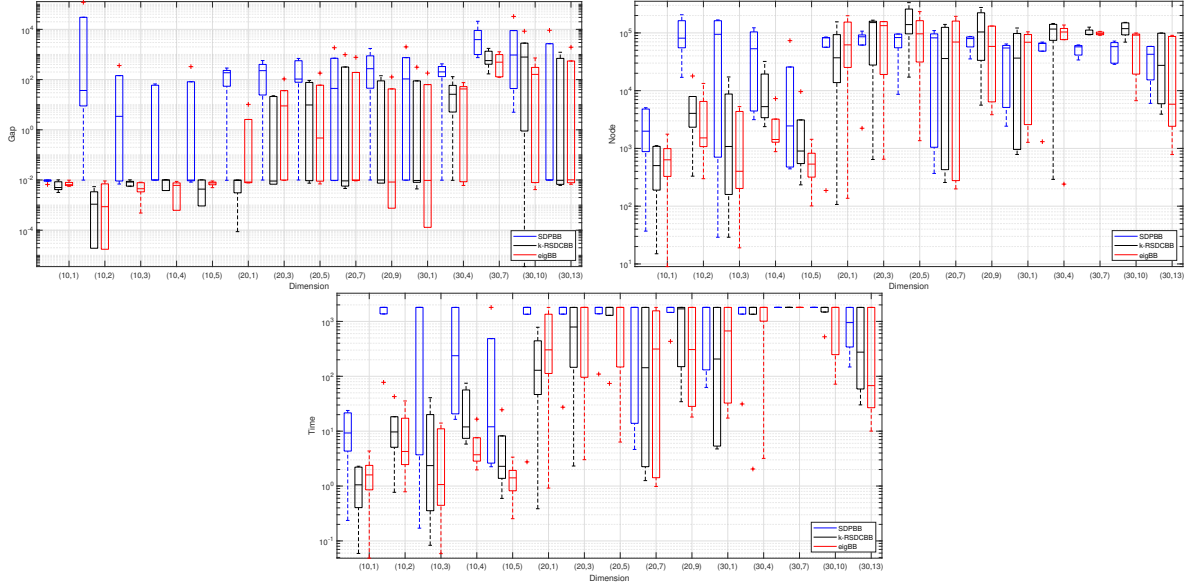 10^4
10^2
10^0
10^-2
10^-4
Gap
(10,1) (10,2) (10,3) (10,4) (10,5) (20,1) (20,3) (20,5) (20,7) (20,9) (30,1) (30,4) (30,7) (30,10) (30,13)
Dimension
SDPBB
k-RSDCBB
eigBB
10^5
10^4
10^3
10^2
10^1
Node
(10,1) (10,2) (10,3) (10,4) (10,5) (20,1) (20,3) (20,5) (20,7) (20,9) (30,1) (30,4) (30,7) (30,10) (30,13)
Dimension
SDPBB
k-RSDCBB
eigBB
10^3
10^2
10^1
10^0
10^-1
Time
(10,1) (10,2) (10,3) (10,4) (10,5) (20,1) (20,3) (20,5) (20,7) (20,9) (30,1) (30,4) (30,7) (30,10) (30,13)
Dimension
SDPBB
k-RSDCBB
eigBB